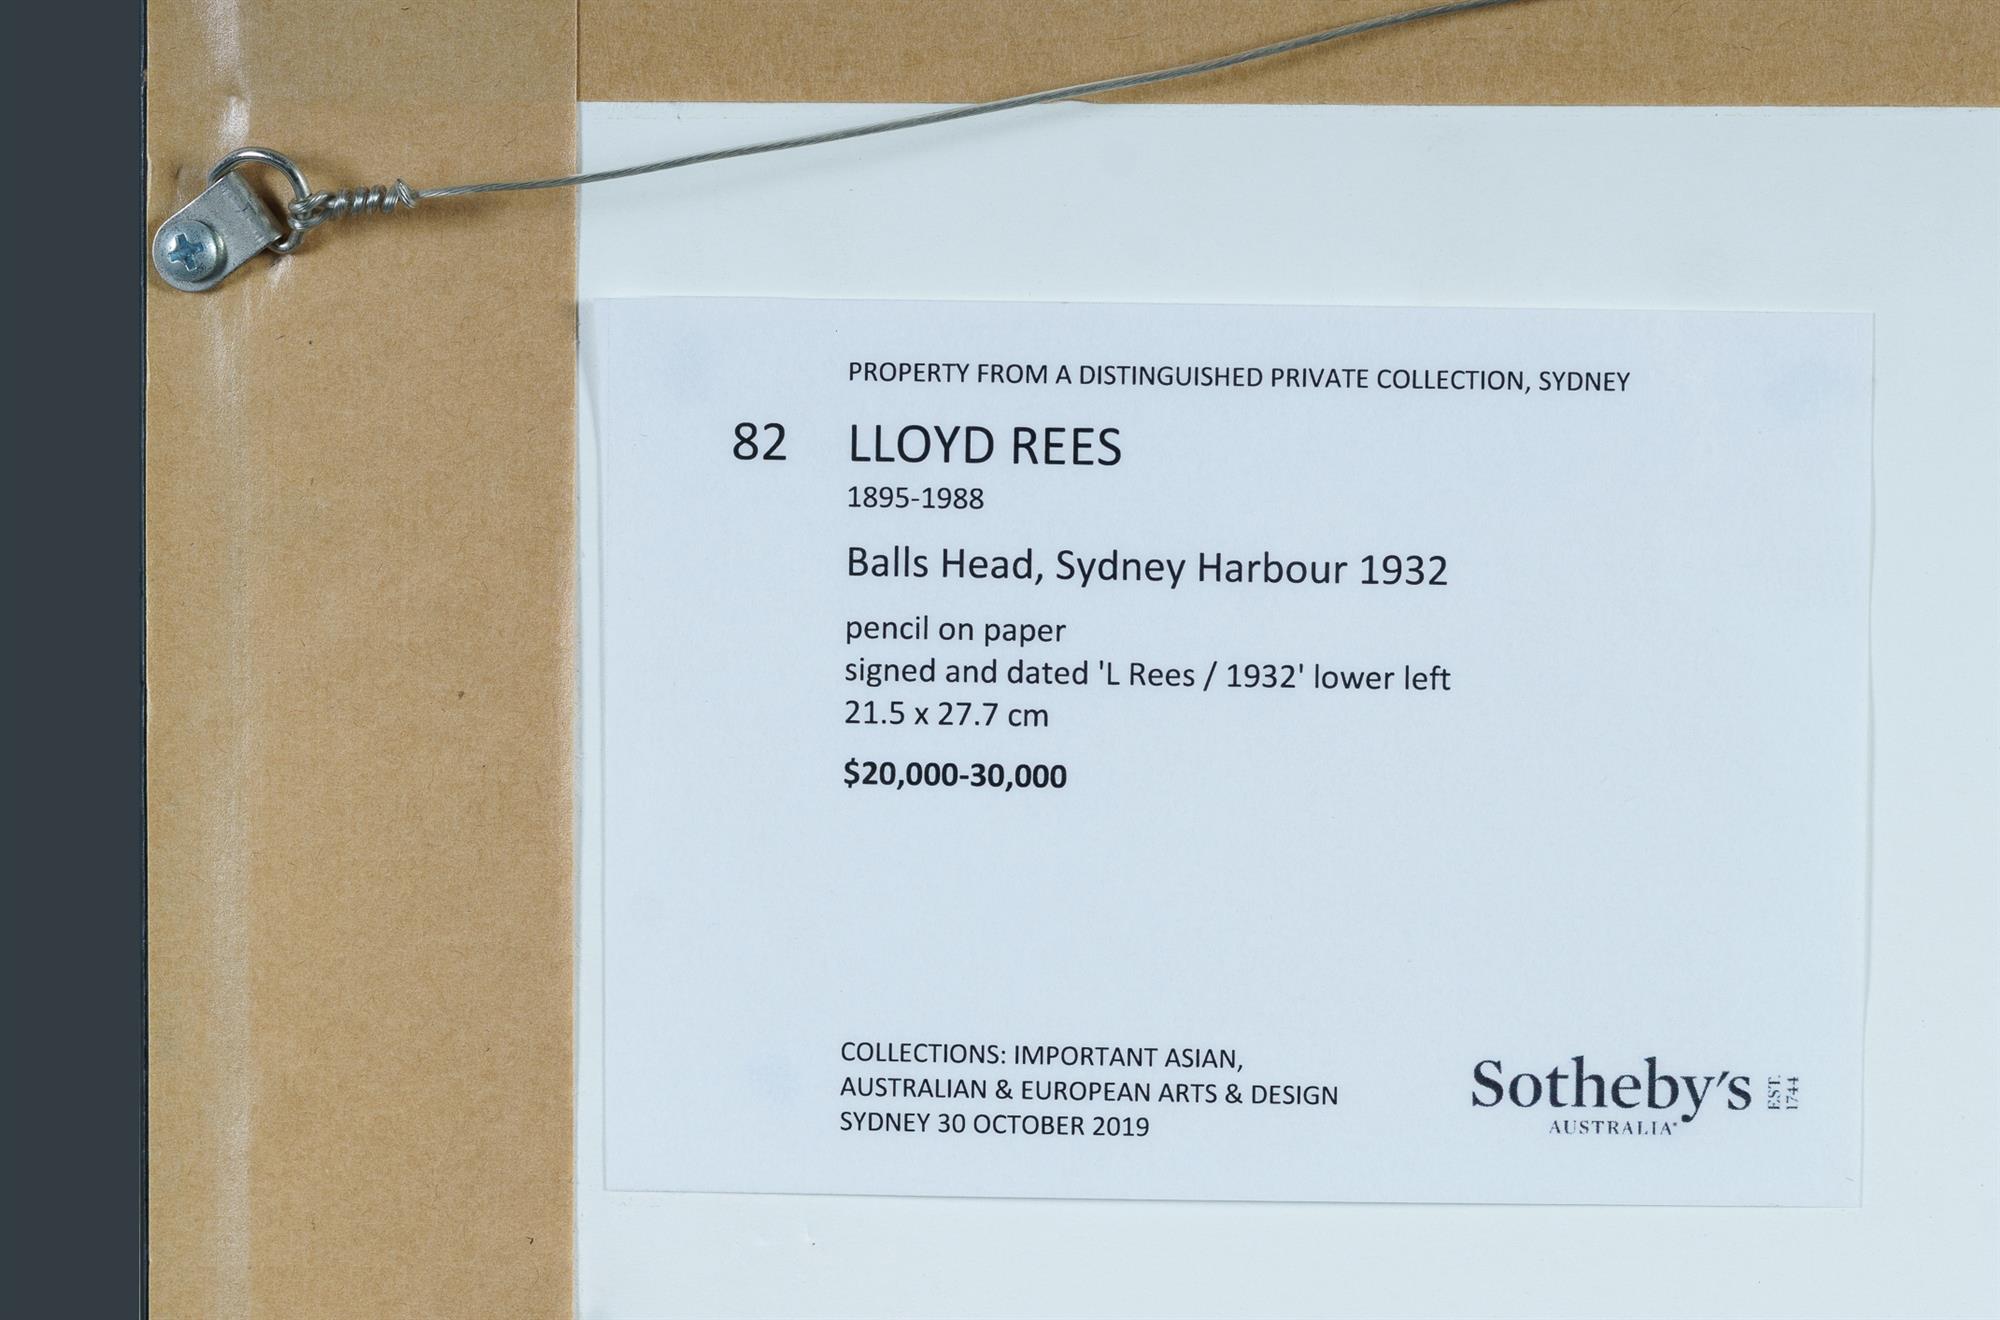 PROPERTY FROM A DISTINGUISHED PRIVATE COLLECTION, SYDNEY
82 LLOYD REES
1895-1988
Balls Head, Sydney Harbour 1932
pencil on paper
signed and dated 'L Rees / 1932' lower left
21.5 x 27.7 cm
$20,000-30,000
COLLECTIONS: IMPORTANT ASIAN,
AUSTRALIAN & EUROPEAN ARTS & DESIGN
SYDNEY 30 OCTOBER 2019
Sotheby's
EST.
1744
AUSTRALIA